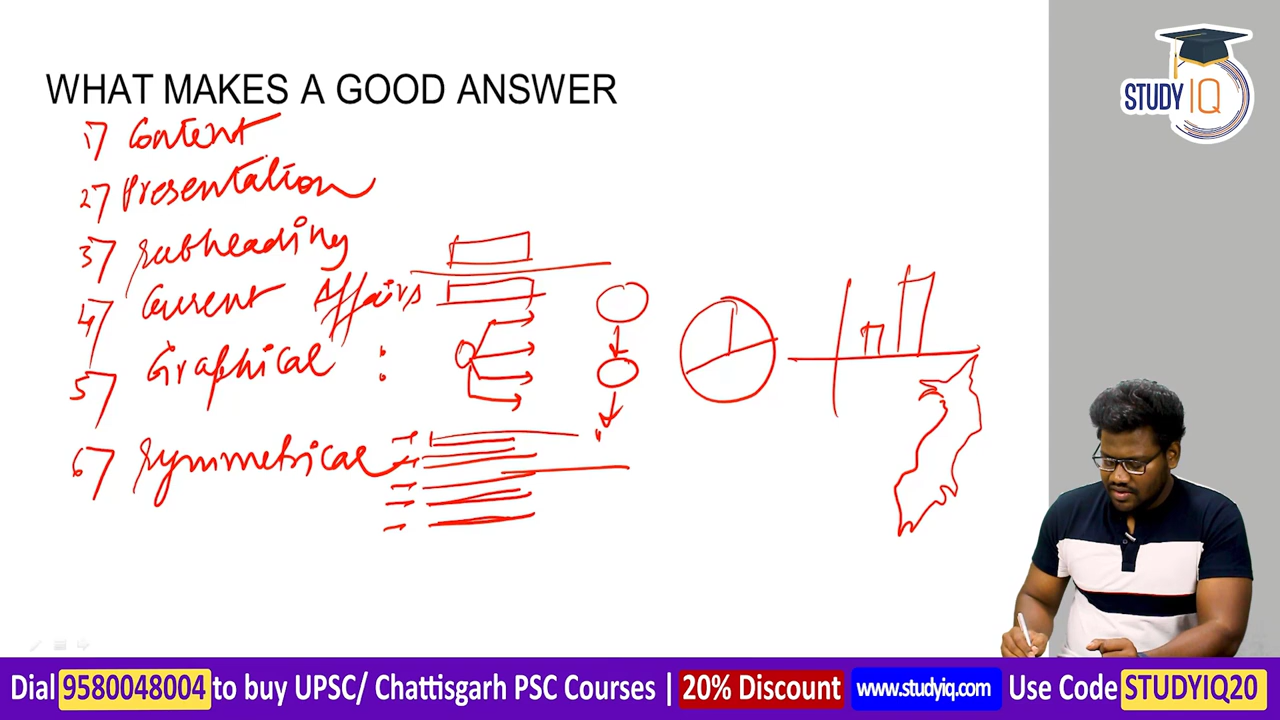 WHAT MAKES A GOOD ANSWER
1) Content
2) Presentation
3) Subheading
4) Current Affairs
5) Graphical :
6) Symmetrical
STUDY IQ
Dial 9580048004 to buy UPSC/ Chattisgarh PSC Courses | 20% Discount www.studyiq.com Use Code STUDYIQ20